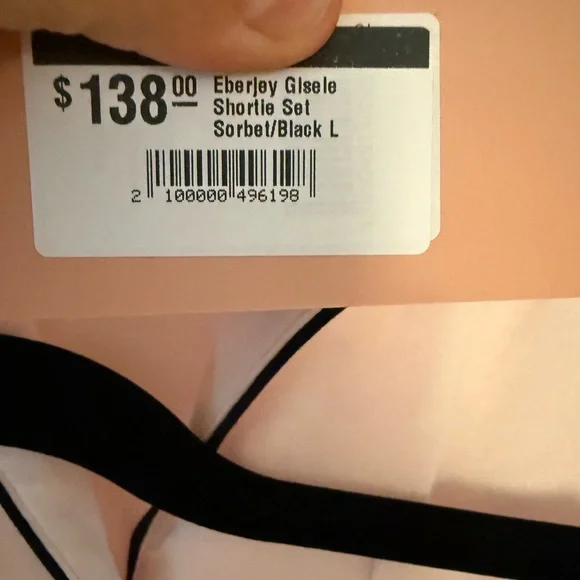 $138.00
Eberjey Gisele
Shortie Set
Sorbet/Black L
2 100000 496198